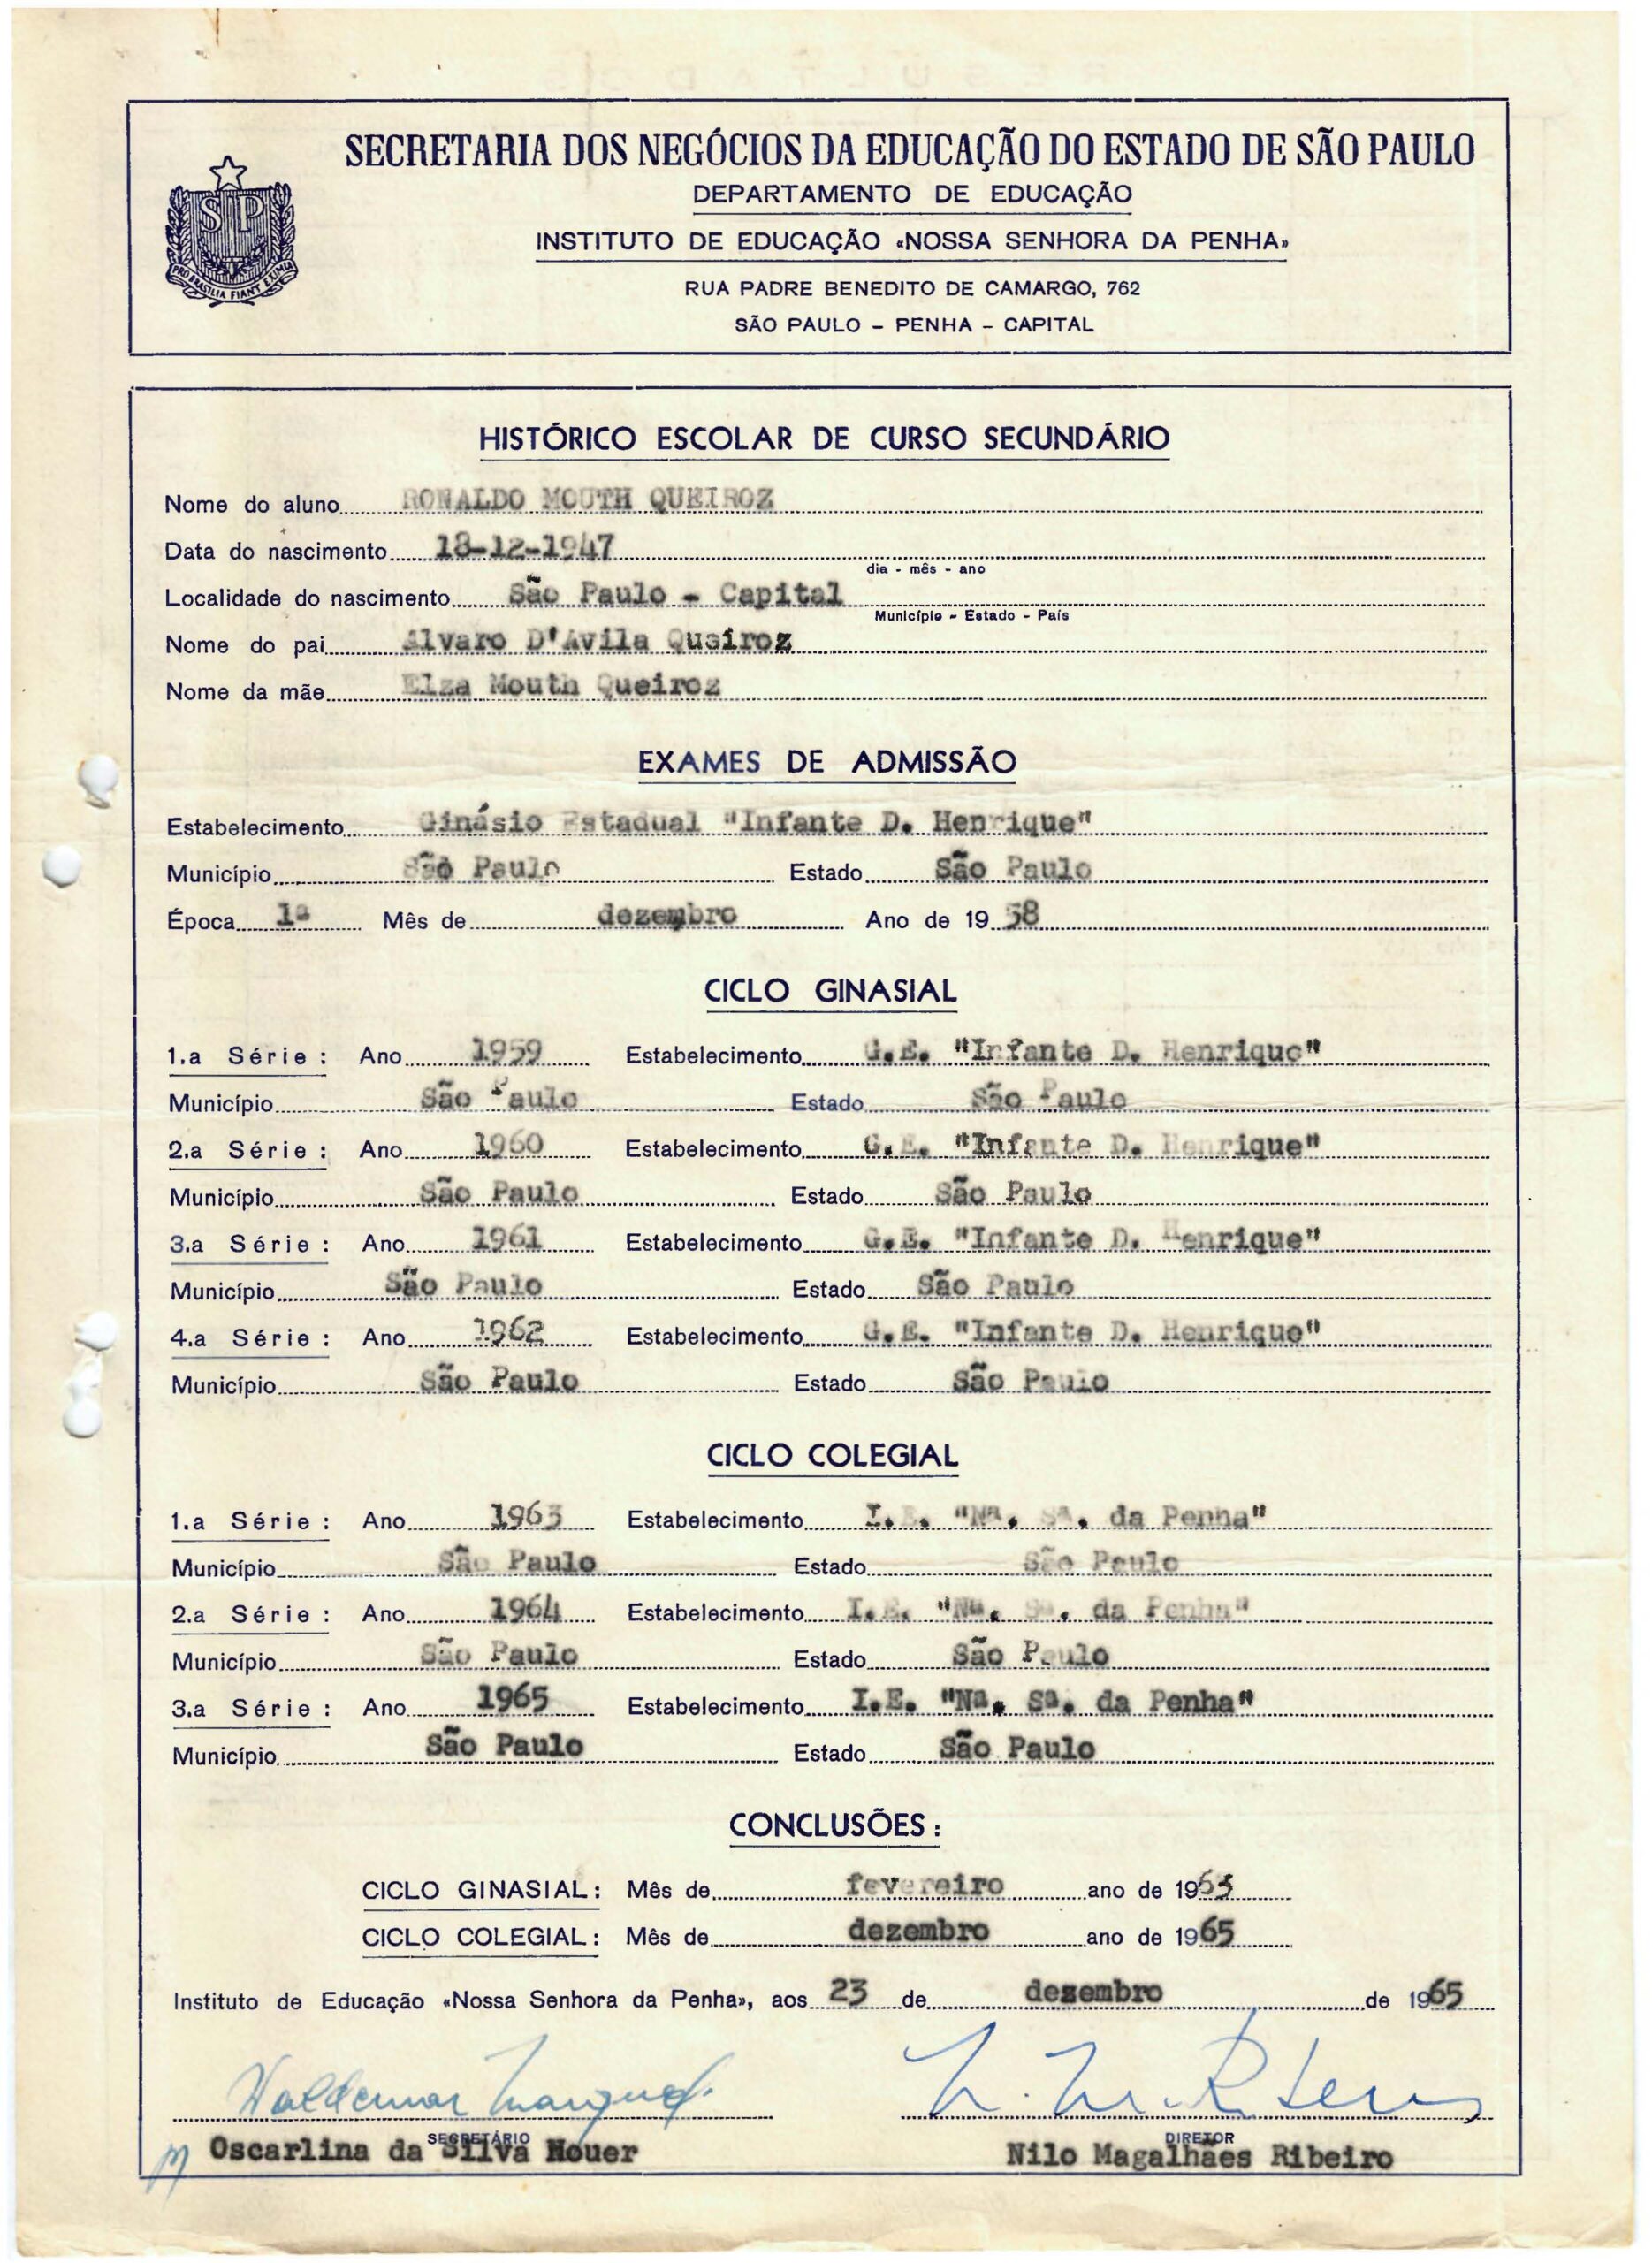 SECRETARIA DOS NEGÓCIOS DA EDUCAÇÃO DO ESTADO DE SÃO PAULO
DEPARTAMENTO DE EDUCAÇÃO
INSTITUTO DE EDUCAÇÃO «NOSSA SENHORA DA PENHA»
RUA PADRE BENEDITO DE CAMARGO, 762
SÃO PAULO – PENHA – CAPITAL
SP
PRO BRASILIA FIANT EXIMIA
HISTÓRICO ESCOLAR DE CURSO SECUNDÁRIO
Nome do aluno RONALDO MOUTH QUEIROZ
Data do nascimento 18-12-1947
dia - mês - ano
Localidade do nascimento São Paulo - Capital
Município - Estado - País
Nome do pai Alvaro D'Avila Queiroz
Nome da mãe Elza Mouth Queiroz
EXAMES DE ADMISSÃO
Estabelecimento Ginásio Estadual "Infante D. Henrique"
Município São Paulo Estado São Paulo
Época 1ª Mês de dezembro Ano de 19 58
CICLO GINASIAL
1.a Série : Ano 1959 Estabelecimento G.E. "Infante D. Henrique"
Município São Paulo Estado São Paulo
2.a Série : Ano 1960 Estabelecimento G.E. "Infante D. Henrique"
Município São Paulo Estado São Paulo
3.a Série : Ano 1961 Estabelecimento G.E. "Infante D. Henrique"
Município São Paulo Estado São Paulo
4.a Série : Ano 1962 Estabelecimento G.E. "Infante D. Henrique"
Município São Paulo Estado São Paulo
CICLO COLEGIAL
1.a Série : Ano 1963 Estabelecimento I.E. "Nª. Sª. da Penha"
Município São Paulo Estado São Paulo
2.a Série : Ano 1964 Estabelecimento I.E. "Nª. Sª. da Penha"
Município São Paulo Estado São Paulo
3.a Série : Ano 1965 Estabelecimento I.E. "Nª. Sª. da Penha"
Município São Paulo Estado São Paulo
CONCLUSÕES :
CICLO GINASIAL : Mês de fevereiro ano de 1963
CICLO COLEGIAL : Mês de dezembro ano de 1965
Instituto de Educação «Nossa Senhora da Penha», aos 23 de dezembro de 1965
Waldemar
SECRETÁRIO DIRETOR
Oscarlina da Silva Houer Nilo Magalhães Ribeiro